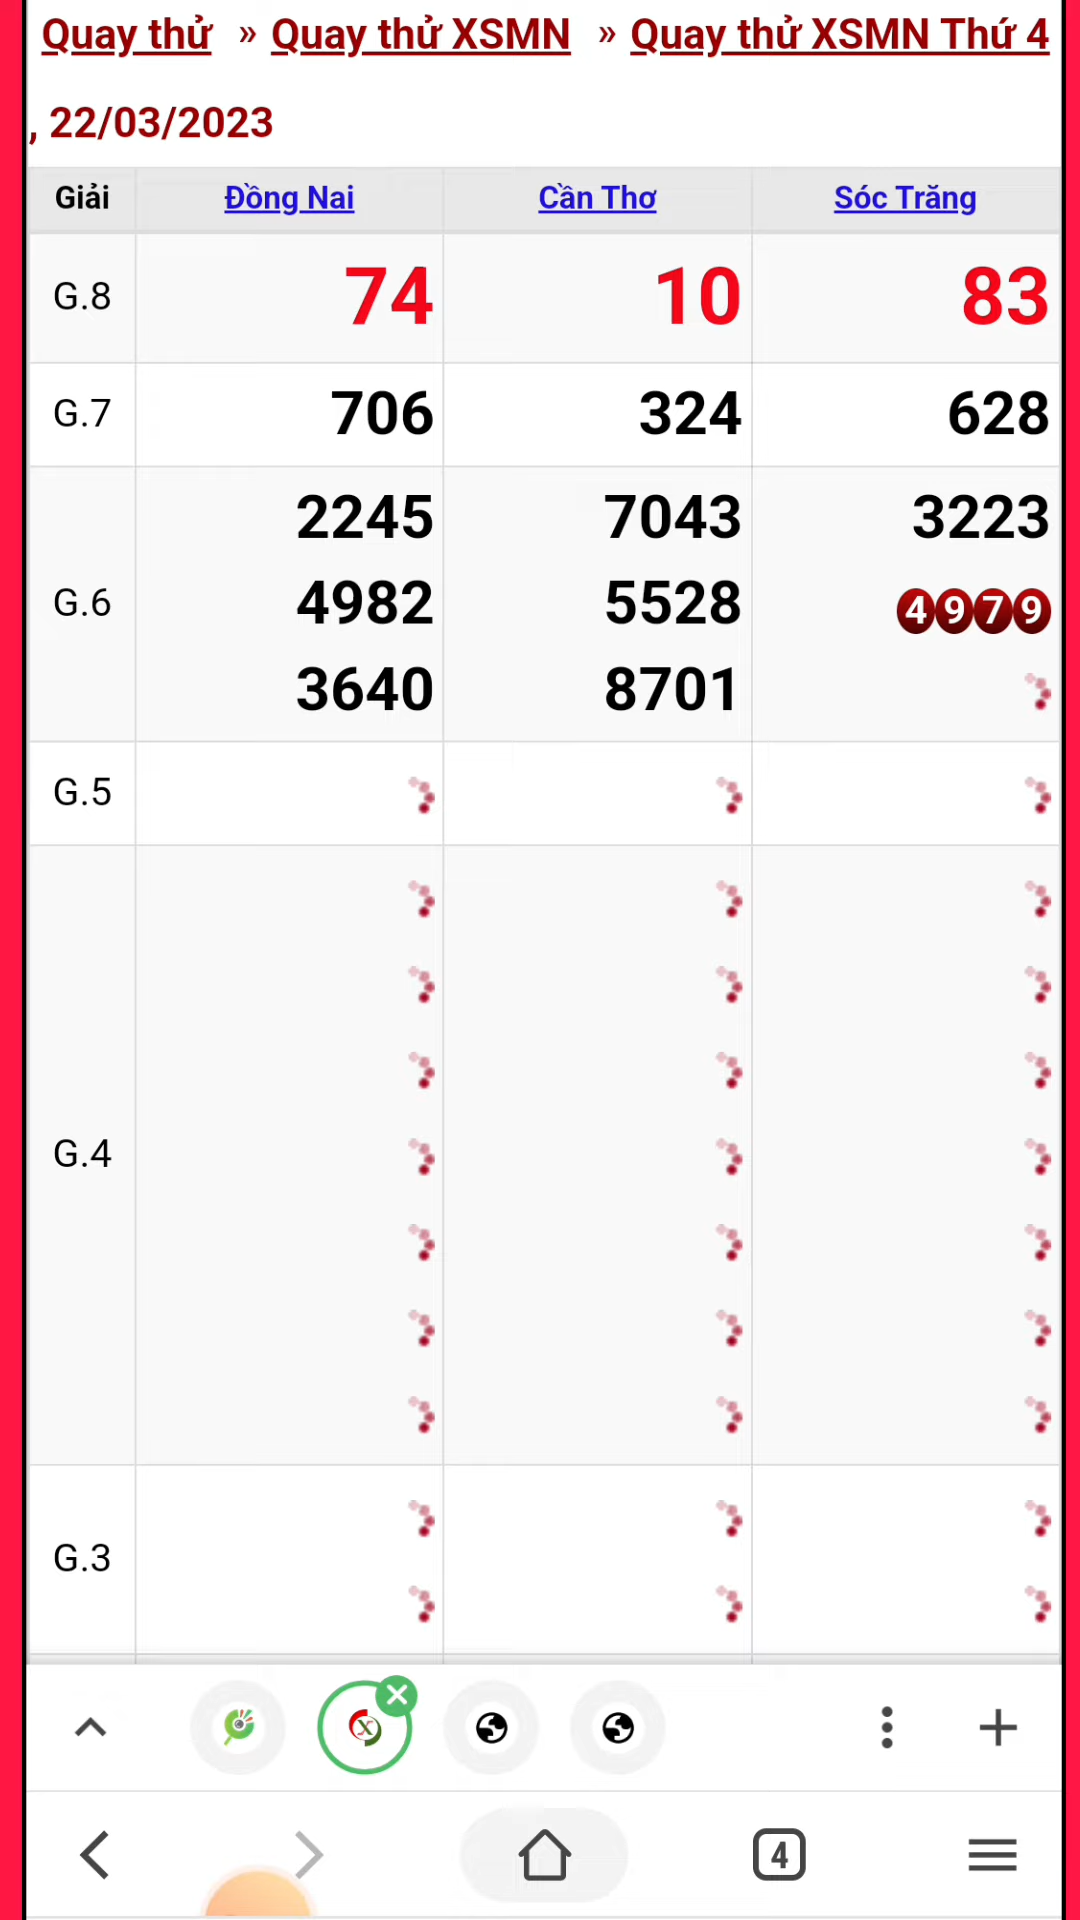 Quay thử » Quay thử XSMN » Quay thử XSMN Thứ 4
, 22/03/2023
Giải Đồng Nai Cần Thơ Sóc Trăng
G.8 74 10 83
G.7 706 324 628
2245 7043 3223
G.6 4982 5528 4979
3640 8701
G.5
G.4
G.3
X
4